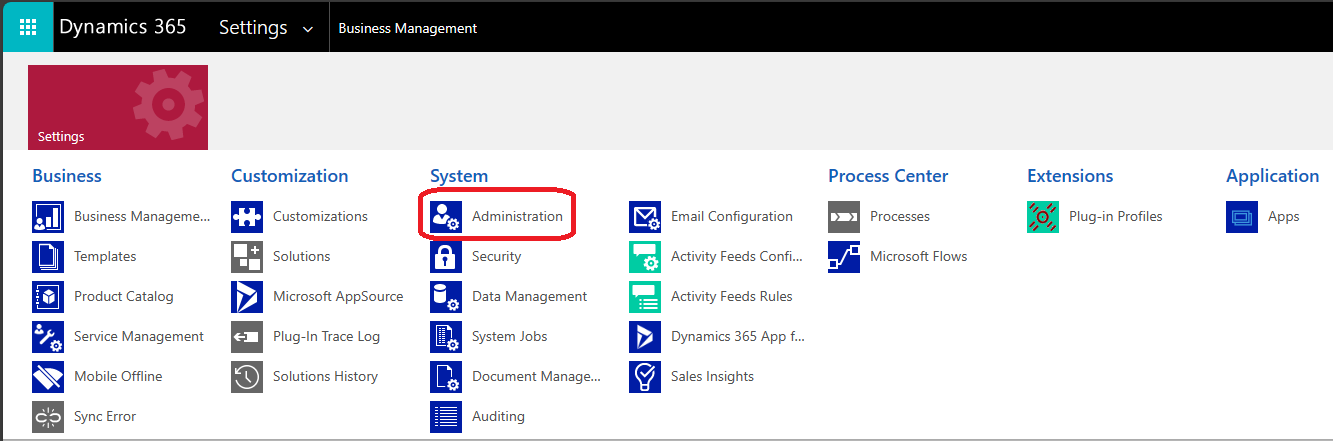 Dynamics 365 Settings Business Management
Settings
Business Customization System Process Center Extensions Application
Business Manageme... Customizations Administration Email Configuration Processes Plug-in Profiles Apps
Templates Solutions Security Activity Feeds Confi... Microsoft Flows
Product Catalog Microsoft AppSource Data Management Activity Feeds Rules
Service Management Plug-In Trace Log System Jobs Dynamics 365 App f...
Mobile Offline Solutions History Document Manage... Sales Insights
Sync Error Auditing